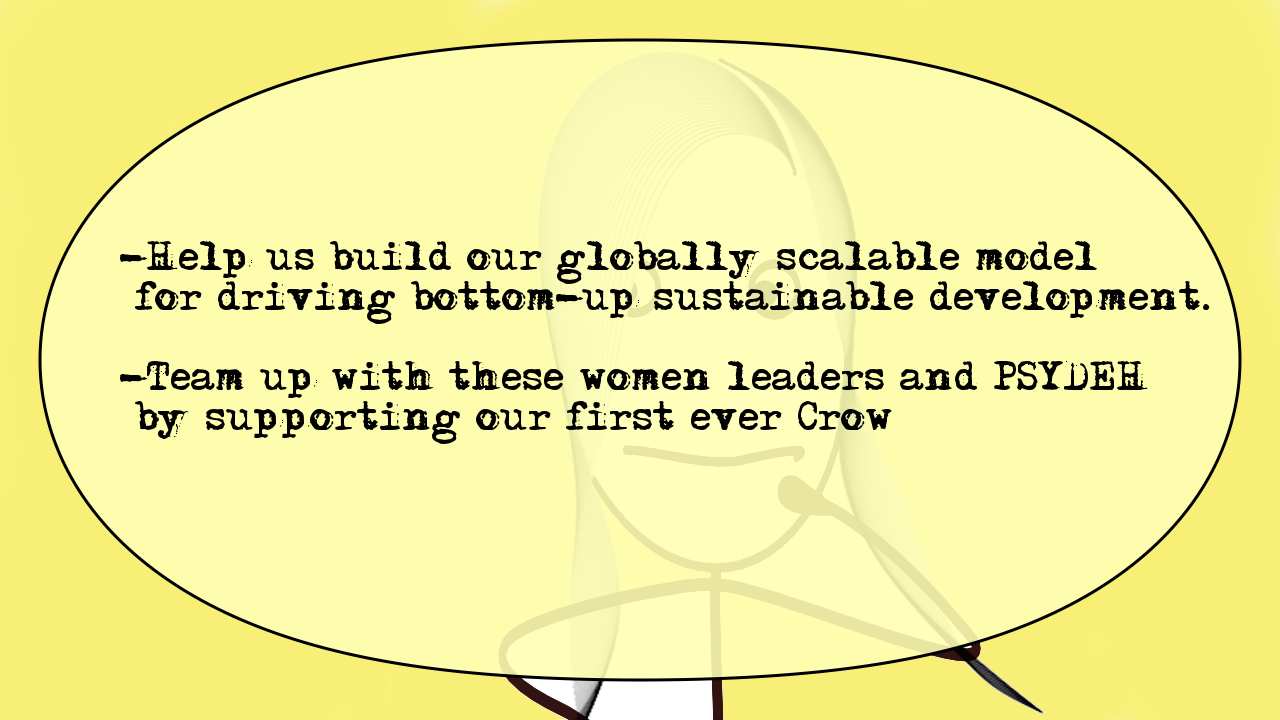 -Help us build our globally scalable model
for driving bottom-up sustainable development.
-Team up with these women leaders and PSYDEH
by supporting our first ever Crow